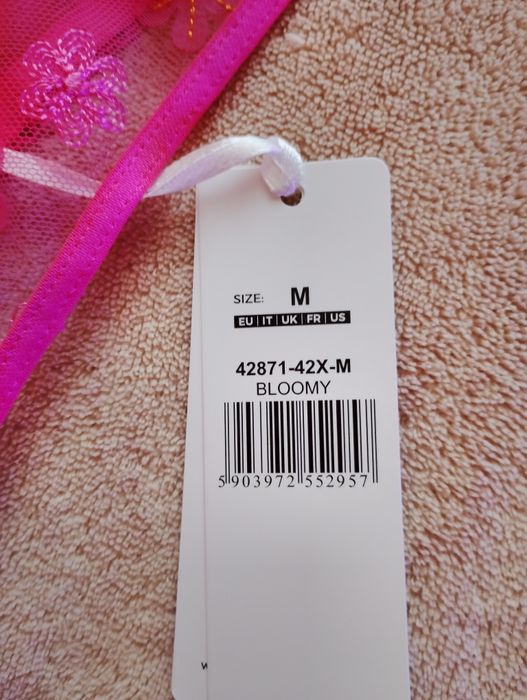 SIZE: M
EU | IT | UK | FR | US
42871-42X-M
BLOOMY
5 903972 552957
w